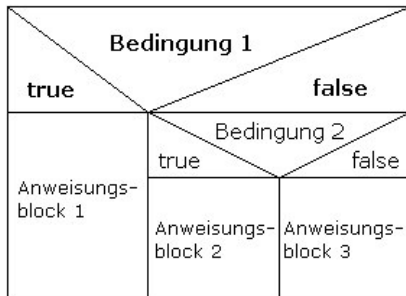 Bedingung 1
true
false
Bedingung 2
true
false
Anweisungs-
block 1
Anweisungs-
block 2
Anweisungs-
block 3